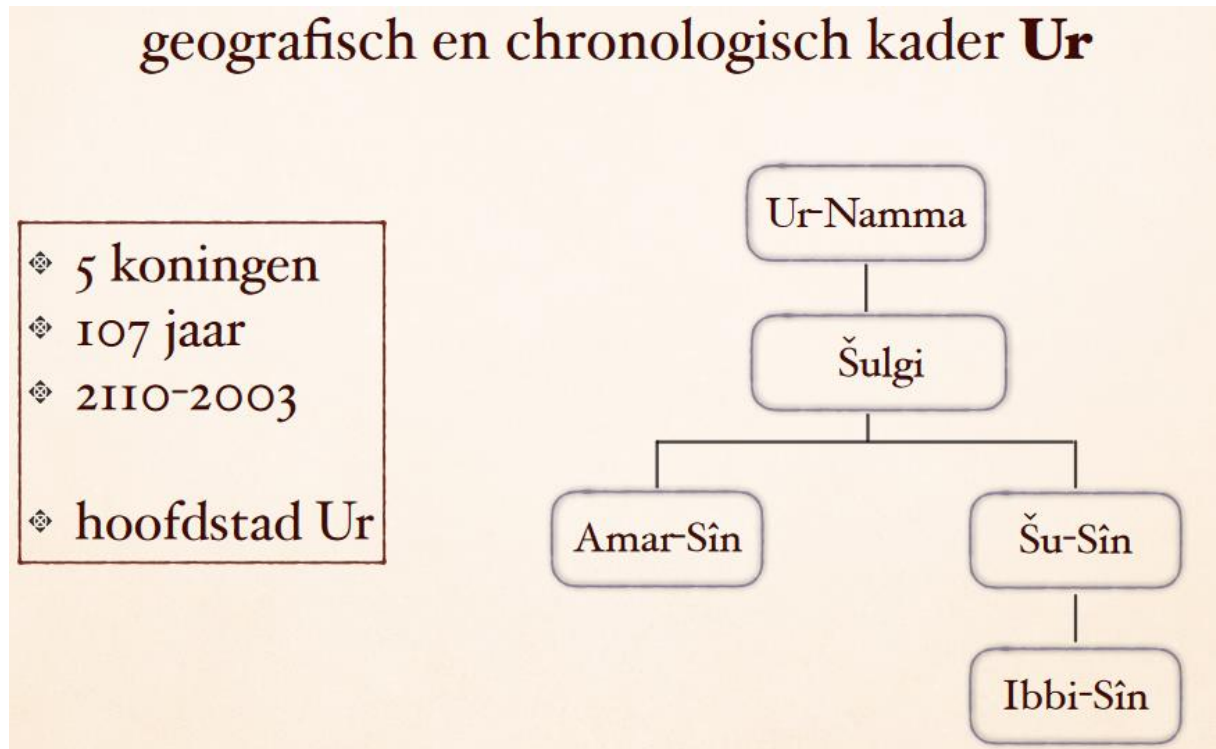 geografisch en chronologisch kader Ur
5 koningen
107 jaar
2110-2003
hoofdstad Ur
Ur-Namma
Šulgi
Amar-Sîn
Šu-Sîn
Ibbi-Sîn